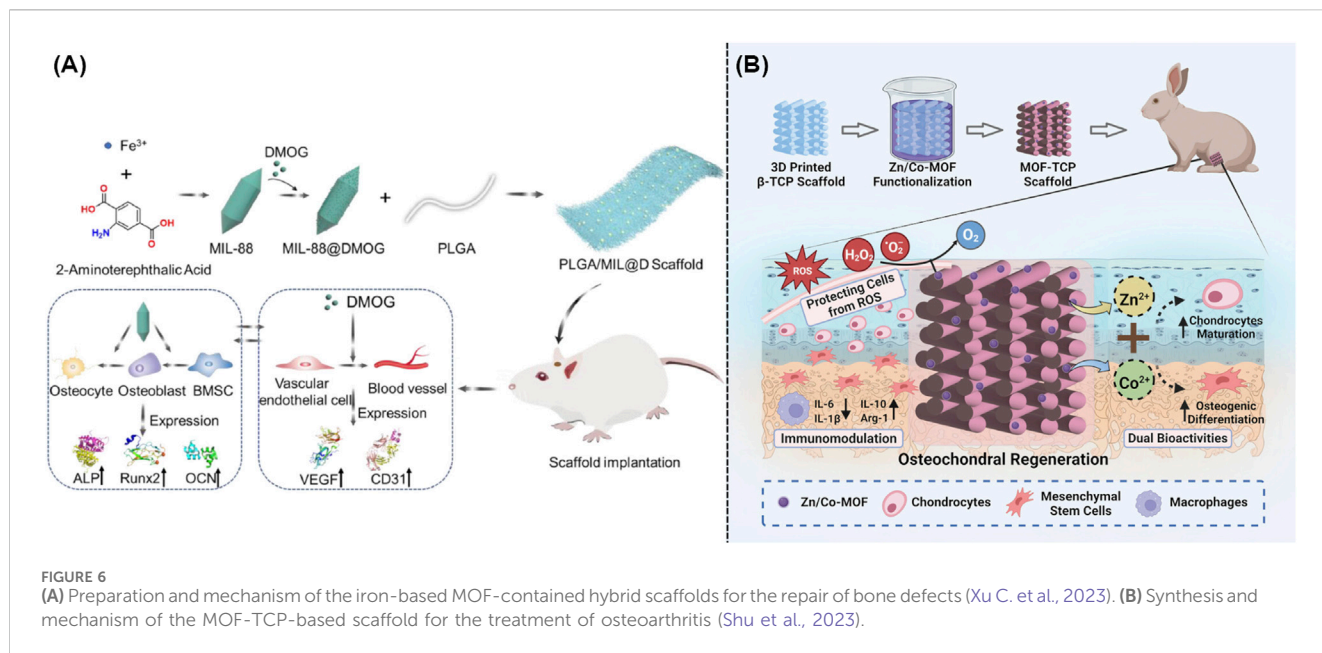 (A)
Fe³⁺
+
HO
O
O
OH
NH₂
2-Aminoterephthalic Acid
MIL-88
DMOG
MIL-88@DMOG
+
PLGA
PLGA/MIL@D Scaffold
Osteocyte Osteoblast BMSC
Expression
ALP Runx2 OCN
DMOG
Vascular
endothelial cell
Blood vessel
Expression
VEGF CD31
Scaffold implantation
(B)
3D Printed
β-TCP Scaffold
Zn/Co-MOF
Functionalization
MOF-TCP
Scaffold
ROS
H₂O₂
•O₂⁻
O₂
Protecting Cells
from ROS
IL-6
IL-1β
IL-10
Arg-1
Immunomodulation
Zn²⁺
+
Co²⁺
Chondrocytes
Maturation
Osteogenic
Differentiation
Dual Bioactivities
Osteochondral Regeneration
Zn/Co-MOF
Chondrocytes
Mesenchymal
Stem Cells
Macrophages
FIGURE 6
(A) Preparation and mechanism of the iron-based MOF-contained hybrid scaffolds for the repair of bone defects (Xu C. et al., 2023). (B) Synthesis and
mechanism of the MOF-TCP-based scaffold for the treatment of osteoarthritis (Shu et al., 2023).